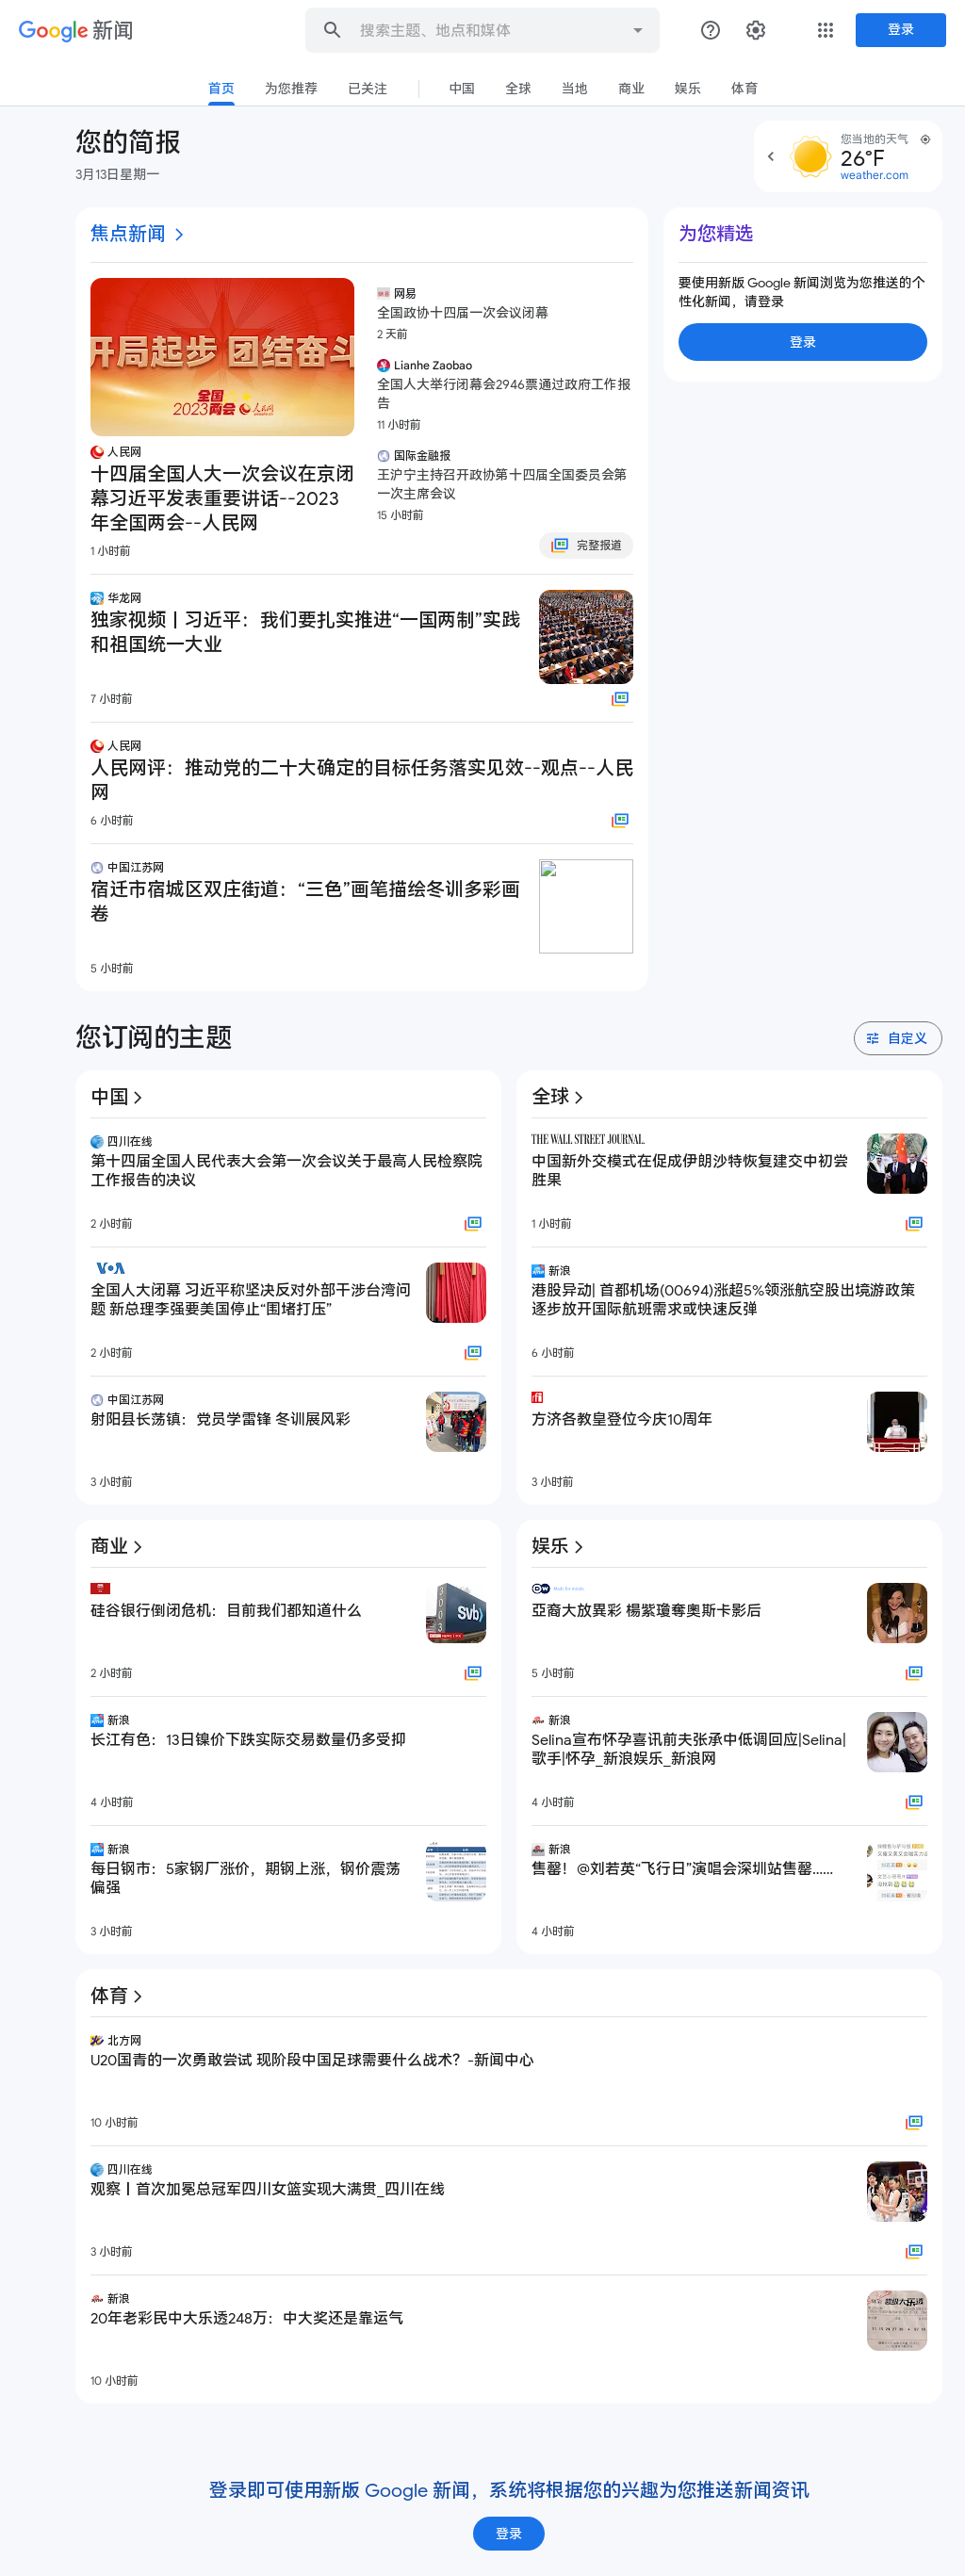 Google 新闻
搜索主题、地点和媒体
登录
首页
为您推荐
已关注
中国
全球
当地
商业
娱乐
体育
您的简报
3月13日星期一
您当地的天气
26°F
weather.com
焦点新闻
开局起步 团结奋斗
全国
2023两会
人民网
人民网
十四届全国人大一次会议在京闭
幕习近平发表重要讲话--2023
年全国两会--人民网
1 小时前
网易
全国政协十四届一次会议闭幕
2 天前
Lianhe Zaobao
全国人大举行闭幕会2946票通过政府工作报
告
11 小时前
国际金融报
王沪宁主持召开政协第十四届全国委员会第
一次主席会议
15 小时前
完整报道
华龙网
独家视频丨习近平：我们要扎实推进“一国两制”实践
和祖国统一大业
7 小时前
人民网
人民网评：推动党的二十大确定的目标任务落实见效--观点--人民
网
6 小时前
中国江苏网
宿迁市宿城区双庄街道：“三色”画笔描绘冬训多彩画
卷
5 小时前
为您精选
要使用新版 Google 新闻浏览为您推送的个
性化新闻，请登录
登录
您订阅的主题
自定义
中国
四川在线
第十四届全国人民代表大会第一次会议关于最高人民检察院
工作报告的决议
2 小时前
VOA
全国人大闭幕 习近平称坚决反对外部干涉台湾问
题 新总理李强要美国停止“围堵打压”
2 小时前
中国江苏网
射阳县长荡镇：党员学雷锋 冬训展风彩
3 小时前
全球
THE WALL STREET JOURNAL.
中国新外交模式在促成伊朗沙特恢复建交中初尝
胜果
1 小时前
新浪
港股异动| 首都机场(00694)涨超5%领涨航空股出境游政策
逐步放开国际航班需求或快速反弹
6 小时前
rfi
方济各教皇登位今庆10周年
3 小时前
商业
硅谷银行倒闭危机：目前我们都知道什么
3003
svb
2 小时前
新浪
长江有色：13日镍价下跌实际交易数量仍多受抑
4 小时前
新浪
每日钢市：5家钢厂涨价，期钢上涨，钢价震荡
偏强
3 小时前
娱乐
DW Made for minds.
亞裔大放異彩 楊紫瓊奪奧斯卡影后
5 小时前
新浪
Selina宣布怀孕喜讯前夫张承中低调回应|Selina|
歌手|怀孕_新浪娱乐_新浪网
4 小时前
新浪
售罄！@刘若英“飞行日”演唱会深圳站售罄……
4 小时前
体育
北方网
U20国青的一次勇敢尝试 现阶段中国足球需要什么战术？-新闻中心
10 小时前
四川在线
观察丨首次加冕总冠军四川女篮实现大满贯_四川在线
3 小时前
新浪
20年老彩民中大乐透248万：中大奖还是靠运气
超级大乐透
10 小时前
登录即可使用新版 Google 新闻，系统将根据您的兴趣为您推送新闻资讯
登录